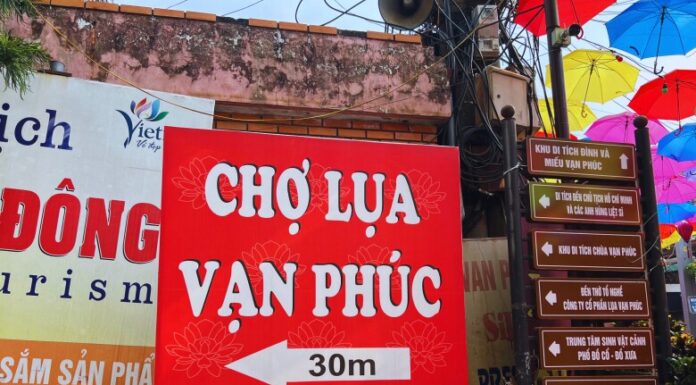 ịch
Việt
ĐÔNG
urism
SẮM SẢN PHẨ
CHỢ LỤA
VẠN PHÚC
30m
KHU DI TÍCH ĐÌNH VÀ
MIẾU VẠN PHÚC
DI TÍCH ĐỀN CHỦ TỊCH HỒ CHÍ MINH
VÀ CÁC ANH HÙNG LIỆT SĨ
KHU DI TÍCH CHÙA VẠN PHÚC
ĐỀN THỜ TỔ NGHỀ
CÔNG TY CỔ PHẦN LỤA VẠN PHÚC
TRUNG TÂM SINH VẬT CẢNH
PHỐ ĐỒ CỔ - ĐỒ XƯA